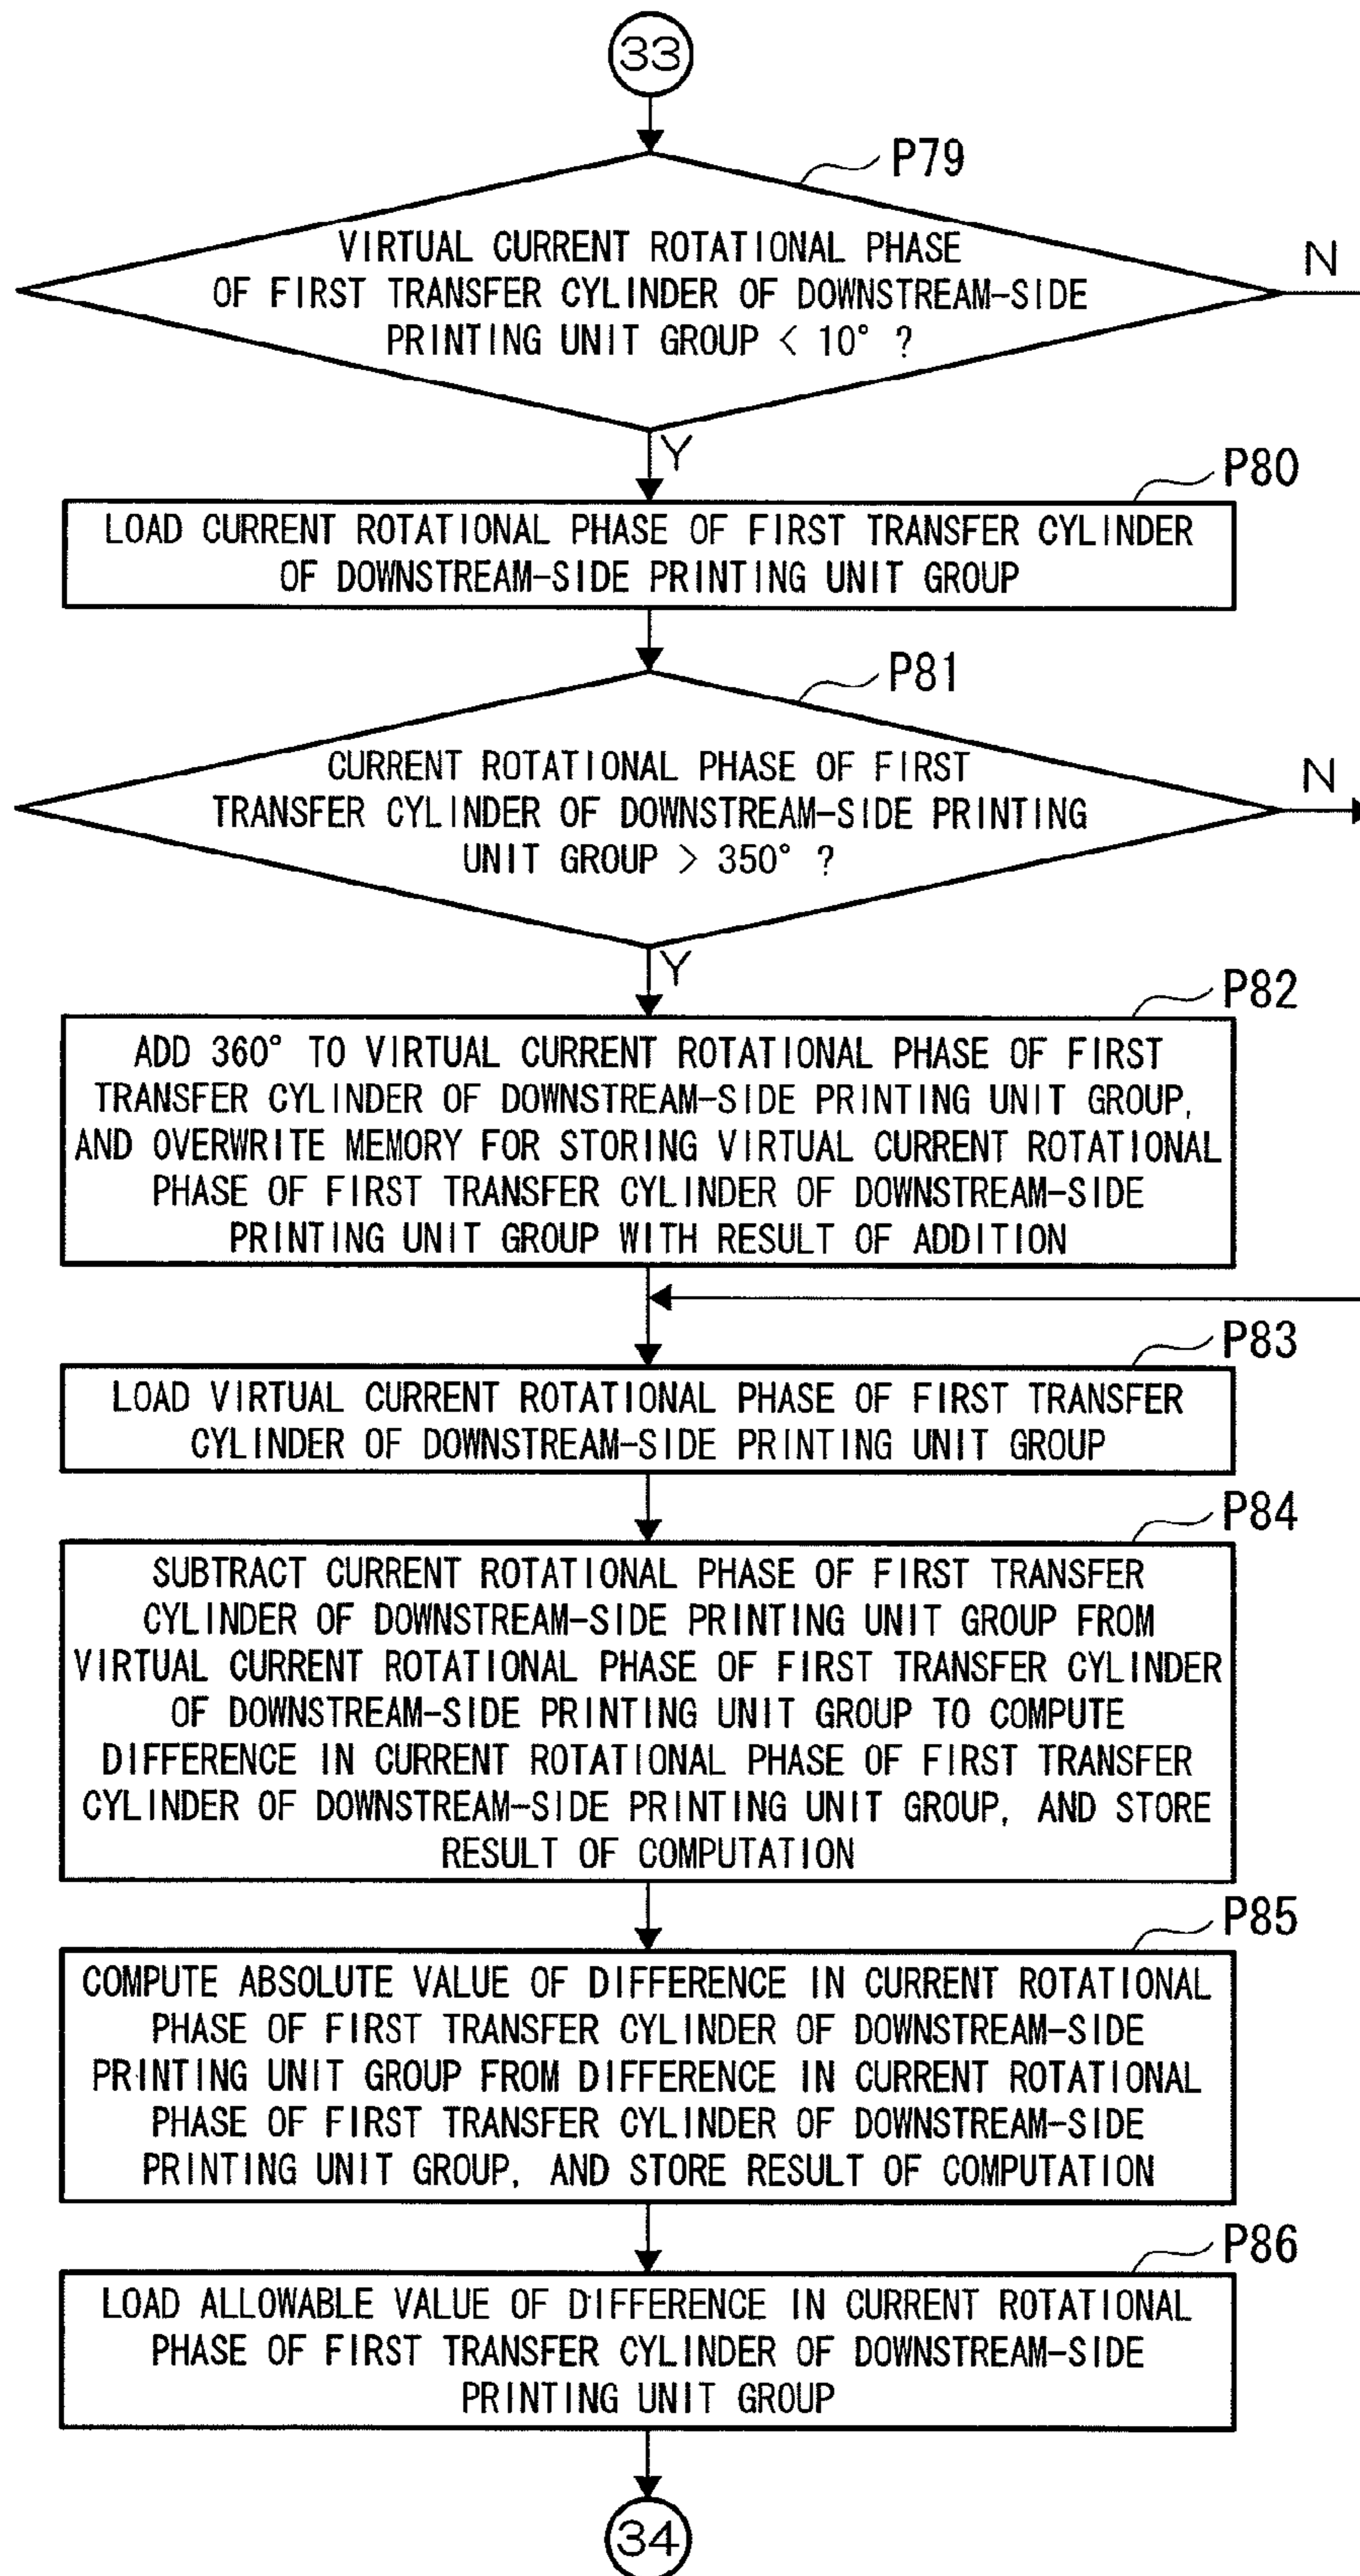 33
P79
VIRTUAL CURRENT ROTATIONAL PHASE
OF FIRST TRANSFER CYLINDER OF DOWNSTREAM-SIDE
PRINTING UNIT GROUP < 10° ?
N
Y
P80
LOAD CURRENT ROTATIONAL PHASE OF FIRST TRANSFER CYLINDER
OF DOWNSTREAM-SIDE PRINTING UNIT GROUP
P81
CURRENT ROTATIONAL PHASE OF FIRST
TRANSFER CYLINDER OF DOWNSTREAM-SIDE PRINTING
UNIT GROUP > 350° ?
N
Y
P82
ADD 360° TO VIRTUAL CURRENT ROTATIONAL PHASE OF FIRST
TRANSFER CYLINDER OF DOWNSTREAM-SIDE PRINTING UNIT GROUP,
AND OVERWRITE MEMORY FOR STORING VIRTUAL CURRENT ROTATIONAL
PHASE OF FIRST TRANSFER CYLINDER OF DOWNSTREAM-SIDE
PRINTING UNIT GROUP WITH RESULT OF ADDITION
P83
LOAD VIRTUAL CURRENT ROTATIONAL PHASE OF FIRST TRANSFER
CYLINDER OF DOWNSTREAM-SIDE PRINTING UNIT GROUP
P84
SUBTRACT CURRENT ROTATIONAL PHASE OF FIRST TRANSFER
CYLINDER OF DOWNSTREAM-SIDE PRINTING UNIT GROUP FROM
VIRTUAL CURRENT ROTATIONAL PHASE OF FIRST TRANSFER CYLINDER
OF DOWNSTREAM-SIDE PRINTING UNIT GROUP TO COMPUTE
DIFFERENCE IN CURRENT ROTATIONAL PHASE OF FIRST TRANSFER
CYLINDER OF DOWNSTREAM-SIDE PRINTING UNIT GROUP, AND STORE
RESULT OF COMPUTATION
P85
COMPUTE ABSOLUTE VALUE OF DIFFERENCE IN CURRENT ROTATIONAL
PHASE OF FIRST TRANSFER CYLINDER OF DOWNSTREAM-SIDE
PRINTING UNIT GROUP FROM DIFFERENCE IN CURRENT ROTATIONAL
PHASE OF FIRST TRANSFER CYLINDER OF DOWNSTREAM-SIDE
PRINTING UNIT GROUP, AND STORE RESULT OF COMPUTATION
P86
LOAD ALLOWABLE VALUE OF DIFFERENCE IN CURRENT ROTATIONAL
PHASE OF FIRST TRANSFER CYLINDER OF DOWNSTREAM-SIDE
PRINTING UNIT GROUP
34